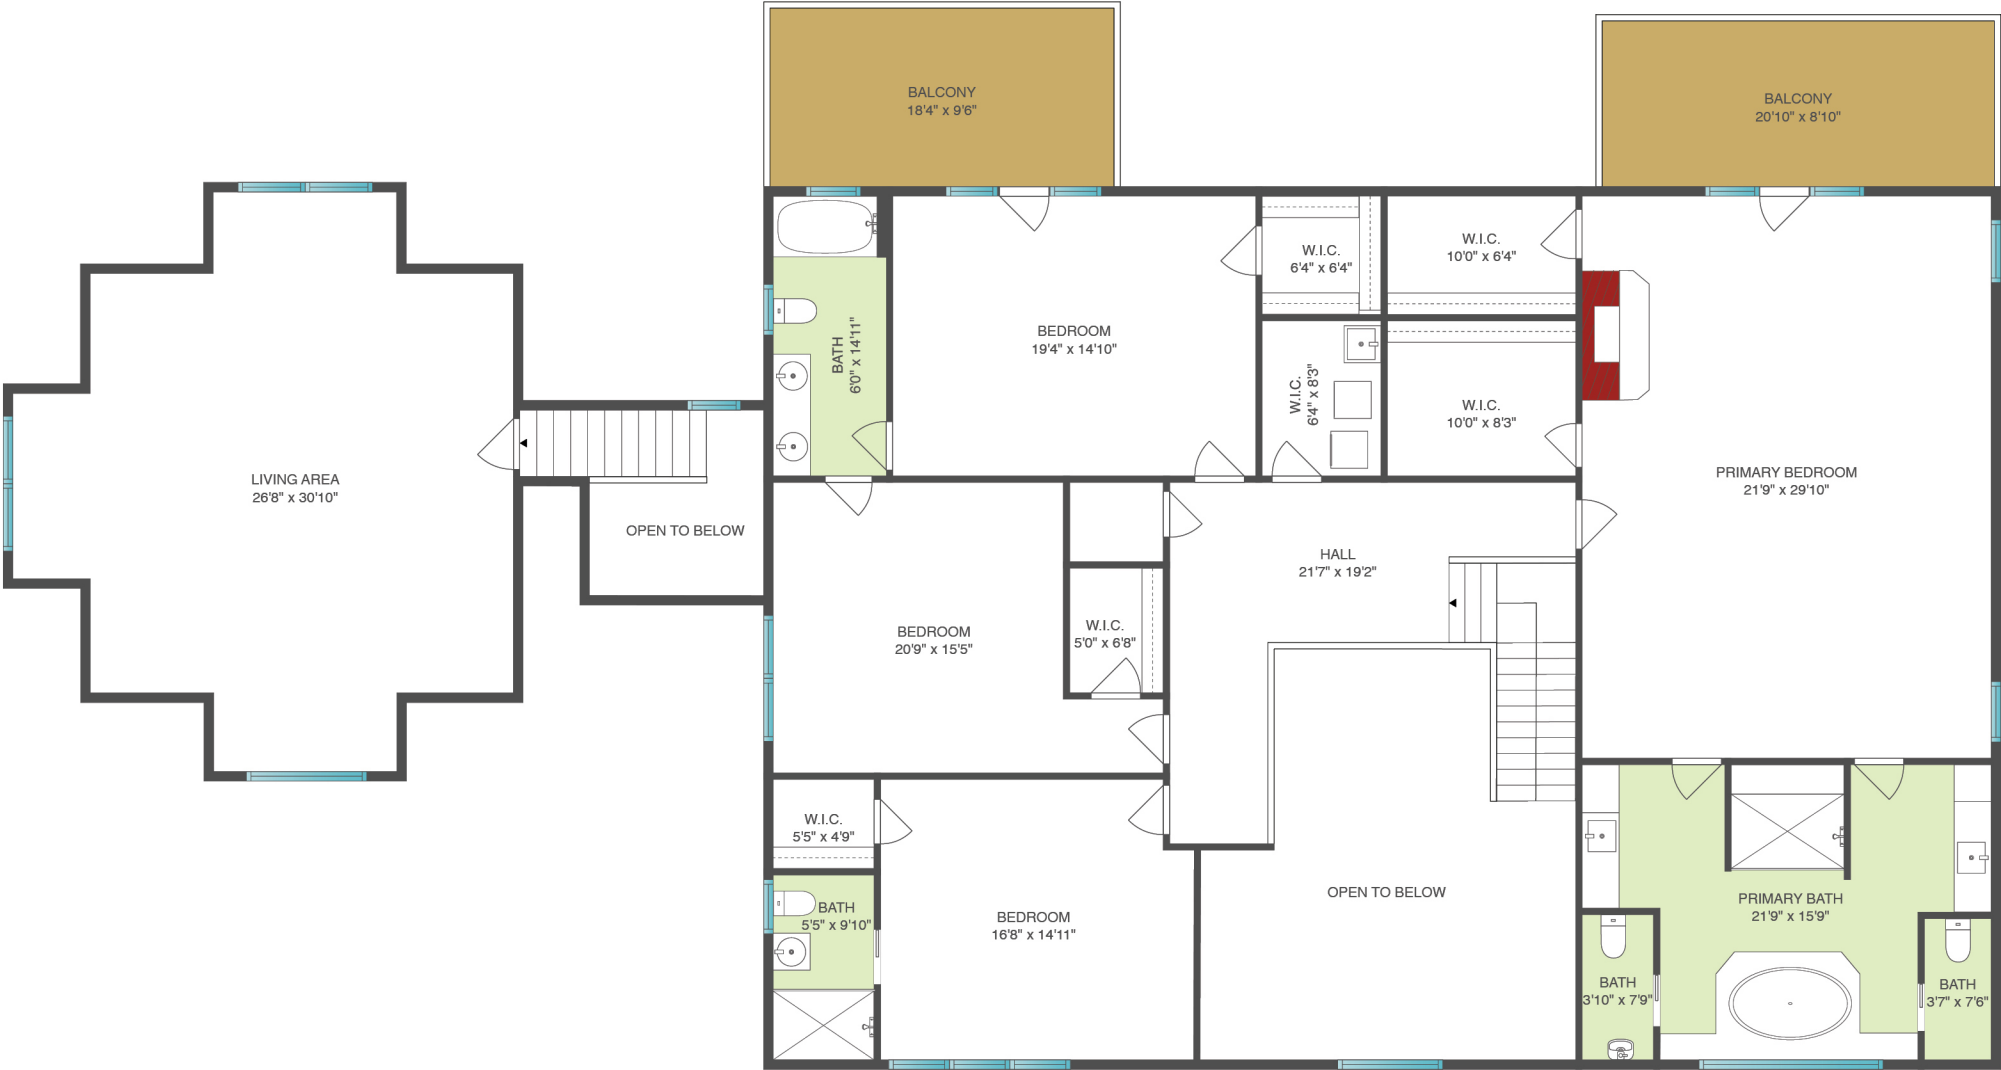 BALCONY
18'4" x 9'6"
BALCONY
20'10" x 8'10"
W.I.C.
6'4" x 6'4"
W.I.C.
10'0" x 6'4"
BATH
6'0" x 14'11"
BEDROOM
19'4" x 14'10"
W.I.C.
6'4" x 8'3"
W.I.C.
10'0" x 8'3"
LIVING AREA
26'8" x 30'10"
PRIMARY BEDROOM
21'9" x 29'10"
OPEN TO BELOW
HALL
21'7" x 19'2"
BEDROOM
20'9" x 15'5"
W.I.C.
5'0" x 6'8"
W.I.C.
5'5" x 4'9"
BATH
5'5" x 9'10"
BEDROOM
16'8" x 14'11"
OPEN TO BELOW
PRIMARY BATH
21'9" x 15'9"
BATH
3'10" x 7'9"
BATH
3'7" x 7'6"